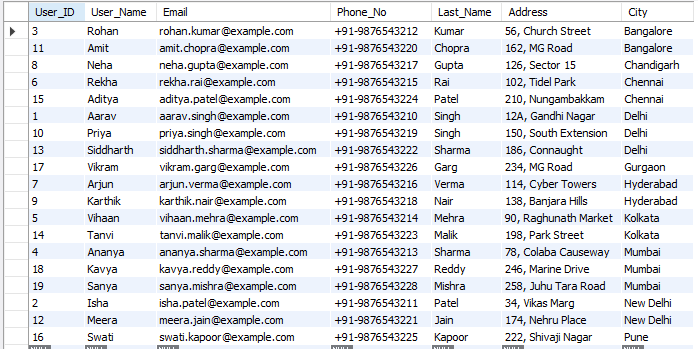 User_ID User_Name Email Phone_No Last_Name Address City
3 Rohan rohan.kumar@example.com +91-9876543212 Kumar 56, Church Street Bangalore
11 Amit amit.chopra@example.com +91-9876543220 Chopra 162, MG Road Bangalore
8 Neha neha.gupta@example.com +91-9876543217 Gupta 126, Sector 15 Chandigarh
6 Rekha rekha.rai@example.com +91-9876543215 Rai 102, Tidel Park Chennai
15 Aditya aditya.patel@example.com +91-9876543224 Patel 210, Nungambakkam Chennai
1 Aarav aarav.singh@example.com +91-9876543210 Singh 12A, Gandhi Nagar Delhi
10 Priya priya.singh@example.com +91-9876543219 Singh 150, South Extension Delhi
13 Siddharth siddharth.sharma@example.com +91-9876543222 Sharma 186, Connaught Delhi
17 Vikram vikram.garg@example.com +91-9876543226 Garg 234, MG Road Gurgaon
7 Arjun arjun.verma@example.com +91-9876543216 Verma 114, Cyber Towers Hyderabad
9 Karthik karthik.nair@example.com +91-9876543218 Nair 138, Banjara Hills Hyderabad
5 Vihaan vihaan.mehra@example.com +91-9876543214 Mehra 90, Raghunath Market Kolkata
14 Tanvi tanvi.malik@example.com +91-9876543223 Malik 198, Park Street Kolkata
4 Ananya ananya.sharma@example.com +91-9876543213 Sharma 78, Colaba Causeway Mumbai
18 Kavya kavya.reddy@example.com +91-9876543227 Reddy 246, Marine Drive Mumbai
19 Sanya sanya.mishra@example.com +91-9876543228 Mishra 258, Juhu Tara Road Mumbai
2 Isha isha.patel@example.com +91-9876543211 Patel 34, Vikas Marg New Delhi
12 Meera meera.jain@example.com +91-9876543221 Jain 174, Nehru Place New Delhi
16 Swati swati.kapoor@example.com +91-9876543225 Kapoor 222, Shivaji Nagar Pune